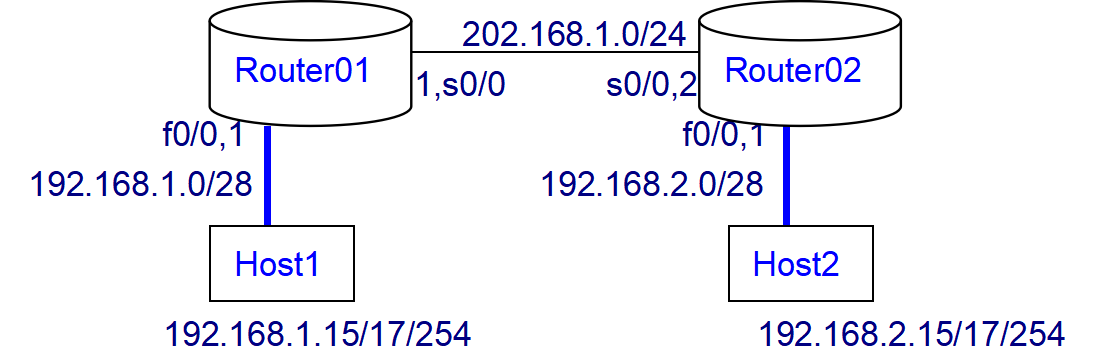 202.168.1.0/24
Router01
Router02
1,s0/0
s0/0,2
f0/0,1
f0/0,1
192.168.1.0/28
192.168.2.0/28
Host1
Host2
192.168.1.15/17/254
192.168.2.15/17/254